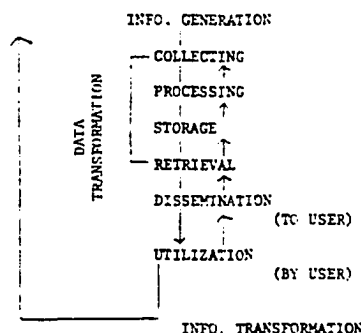 INFO. GENERATION
COLLECTING
PROCESSING
STORAGE
RETRIEVAL
DISSEMINATION
(TO USER)
UTILIZATION
(BY USER)
INFO. TRANSFORMATION
DATA
TRANSFORMATION